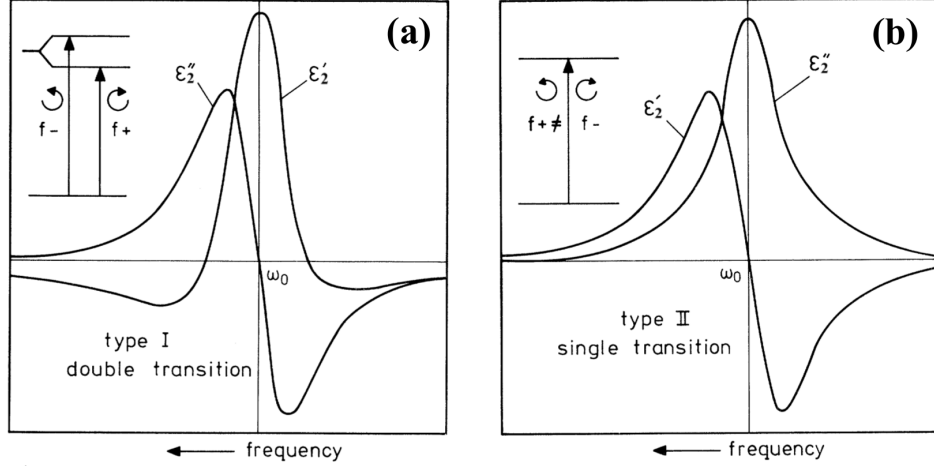 (a)
ε₂″
ε₂′
f-
f+
ω₀
type I
double transition
frequency
(b)
ε₂′
ε₂″
f+≠ f-
ω₀
type II
single transition
frequency